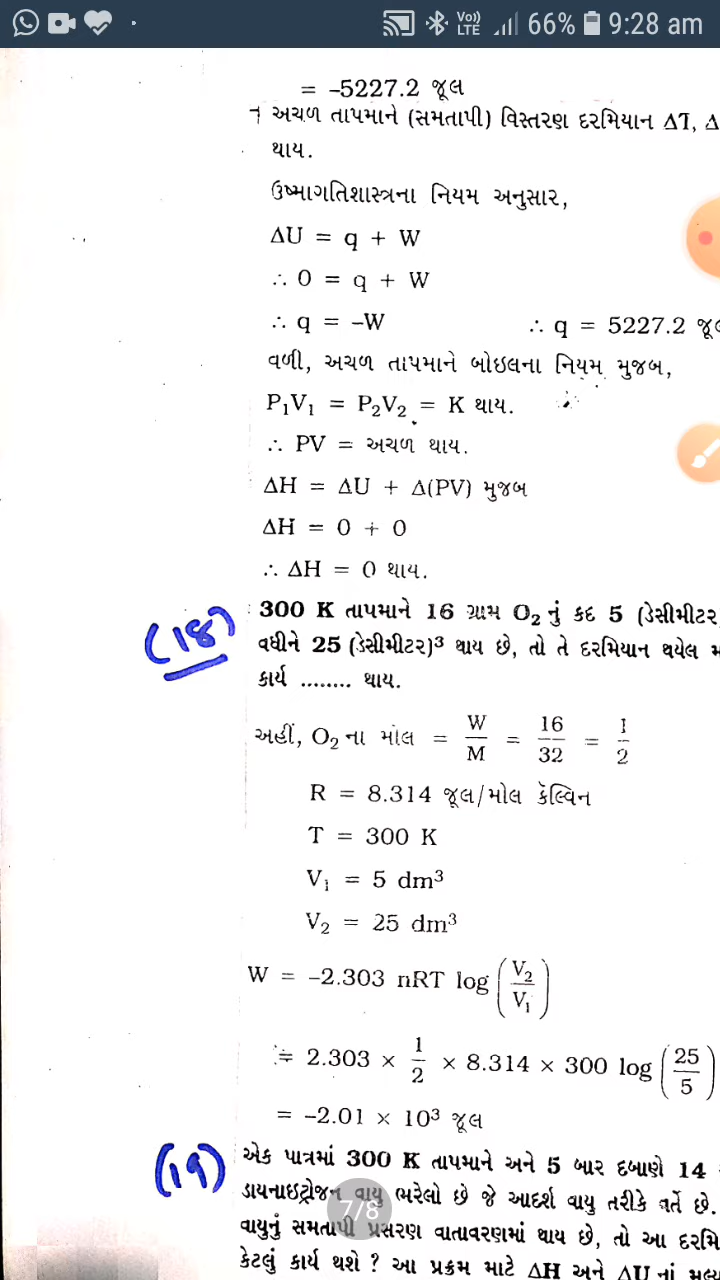 Vo)) LTE 66% 9:28 am
= -5227.2 જૂલ
અચળ તાપમાને (સમતાપી) વિસ્તરણ દરમિયાન ΔT, Δ
થાય.
ઉષ્માગતિશાસ્ત્રના નિયમ અનુસાર,
ΔU = q + W
∴ 0 = q + W
∴ q = –W ∴ q = 5227.2 જૂલ
વળી, અચળ તાપમાને બોઇલના નિયમ મુજબ,
P₁V₁ = P₂V₂ = K થાય.
∴ PV = અચળ થાય.
ΔH = ΔU + Δ(PV) મુજબ
ΔH = 0 + 0
∴ ΔH = 0 થાય.
(18) 300 K તાપમાને 16 ગ્રામ O₂ નું કદ 5 (ડેસીમીટર
વધીને 25 (ડેસીમીટર)³ થાય છે, તો તે દરમિયાન થયેલ
કાર્ય ........ થાય.
અહીં, O₂ ના મોલ = W/M = 16/32 = 1/2
R = 8.314 જૂલ/મોલ કૅલ્વિન
T = 300 K
V₁ = 5 dm³
V₂ = 25 dm³
W = –2.303 nRT log (V₂/V₁)
= 2.303 × 1/2 × 8.314 × 300 log (25/5)
= –2.01 × 10³ જૂલ
(19) એક પાત્રમાં 300 K તાપમાને અને 5 બાર દબાણે 14
ડાયનાઇટ્રોજન વાયુ ભરેલો છે જે આદર્શ વાયુ તરીકે વર્તે છે.
7/8
વાયુનું સમતાપી પ્રસરણ વાતાવરણમાં થાય છે, તો આ દરમિ
કેટલું કાર્ય થશે ? આ પ્રક્રમ માટે ΔH અને ΔU નાં મૂલ્ય